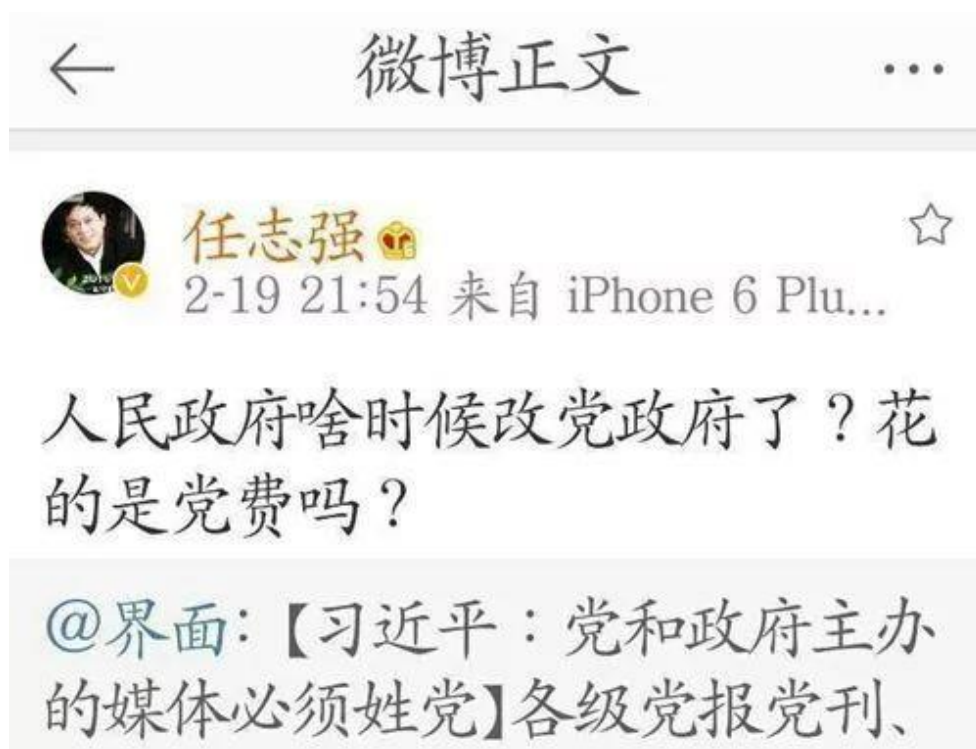 微博正文
任志强
2-19 21:54 来自 iPhone 6 Plu...
人民政府啥时候改党政府了？花
的是党费吗？
@界面:【习近平：党和政府主办
的媒体必须姓党】各级党报党刊、